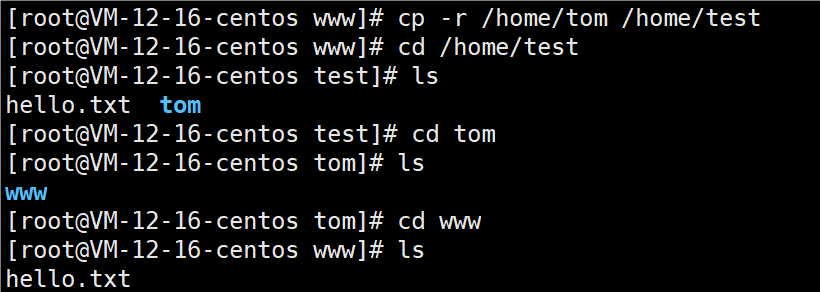 [root@VM-12-16-centos www]# cp -r /home/tom /home/test
[root@VM-12-16-centos www]# cd /home/test
[root@VM-12-16-centos test]# ls
hello.txt  tom
[root@VM-12-16-centos test]# cd tom
[root@VM-12-16-centos tom]# ls
www
[root@VM-12-16-centos tom]# cd www
[root@VM-12-16-centos www]# ls
hello.txt